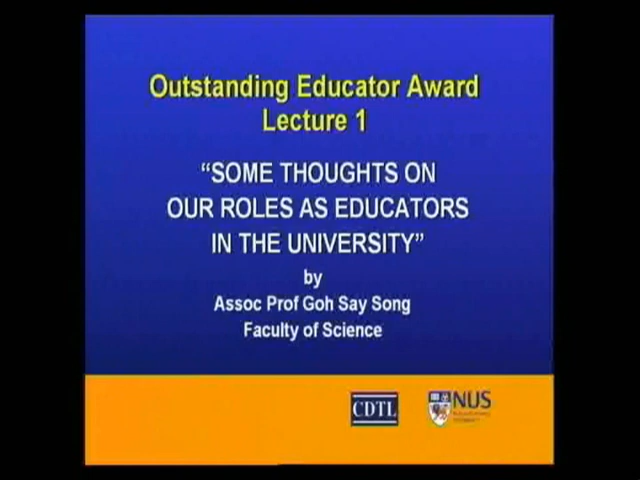 Outstanding Educator Award
Lecture 1
“SOME THOUGHTS ON
OUR ROLES AS EDUCATORS
IN THE UNIVERSITY”
by
Assoc Prof Goh Say Song
Faculty of Science
CDTL
NUS